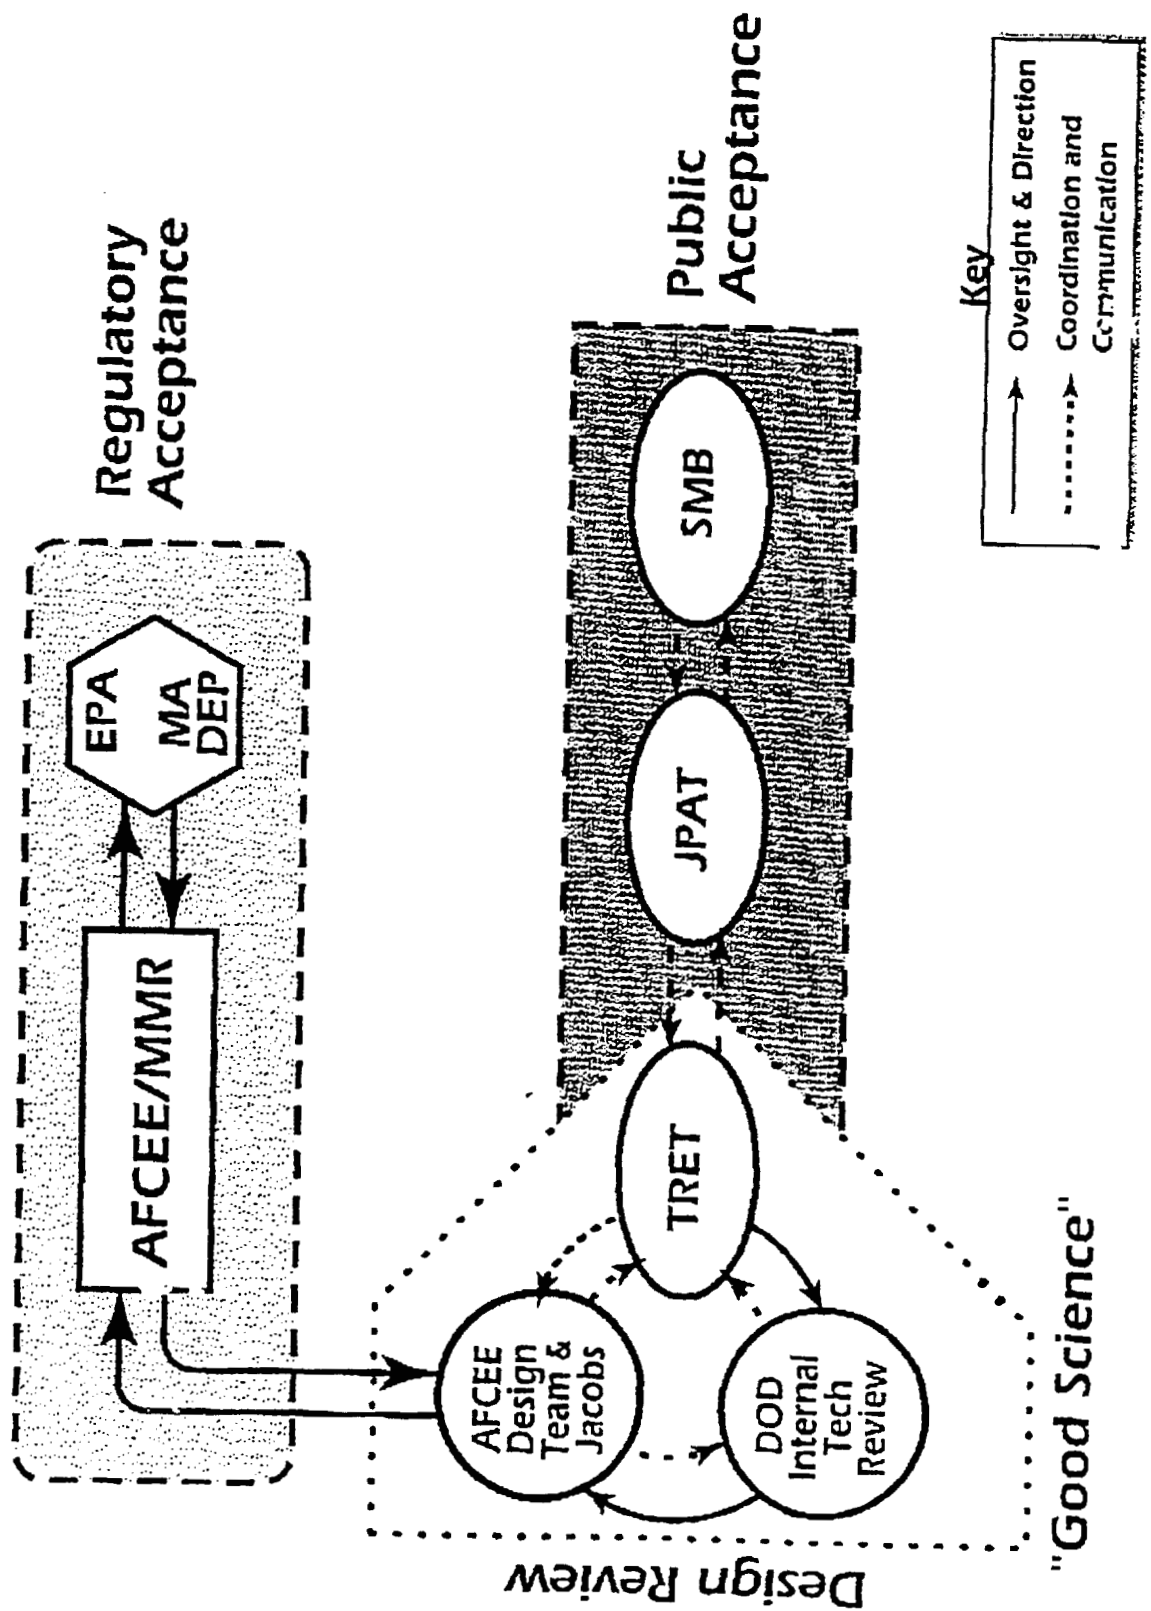 Regulatory
Acceptance
EPA
MA
DEP
AFCEE/MMR
Public
Acceptance
SMB
JPAT
TRET
AFCEE
Design
Team &
Jacobs
DOD
Internal
Tech
Review
Design Review
"Good Science"
Key
Oversight & Direction
Coordination and
Communication